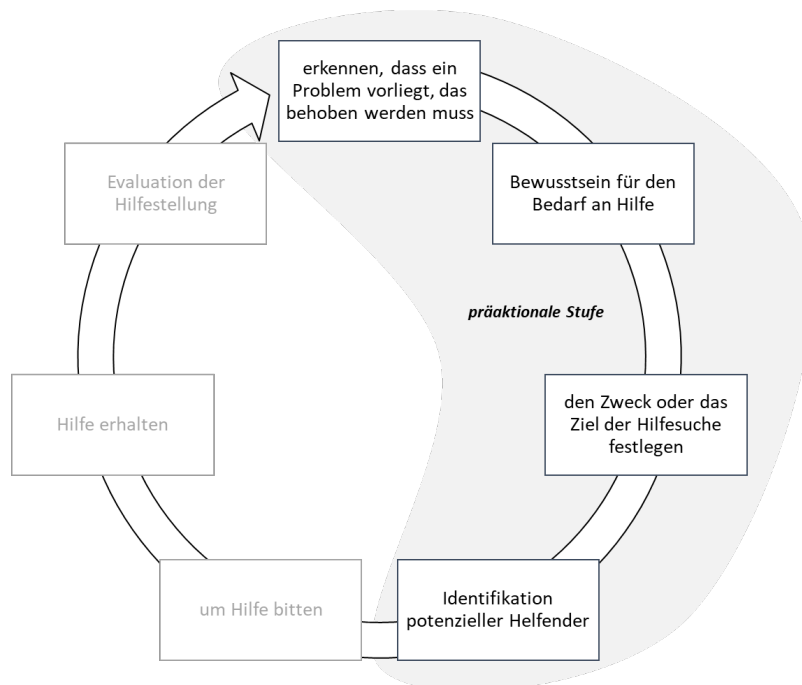 erkennen, dass ein
Problem vorliegt, das
behoben werden muss
Bewusstsein für den
Bedarf an Hilfe
präaktionale Stufe
den Zweck oder das
Ziel der Hilfesuche
festlegen
Identifikation
potenzieller Helfender
um Hilfe bitten
Hilfe erhalten
Evaluation der
Hilfestellung